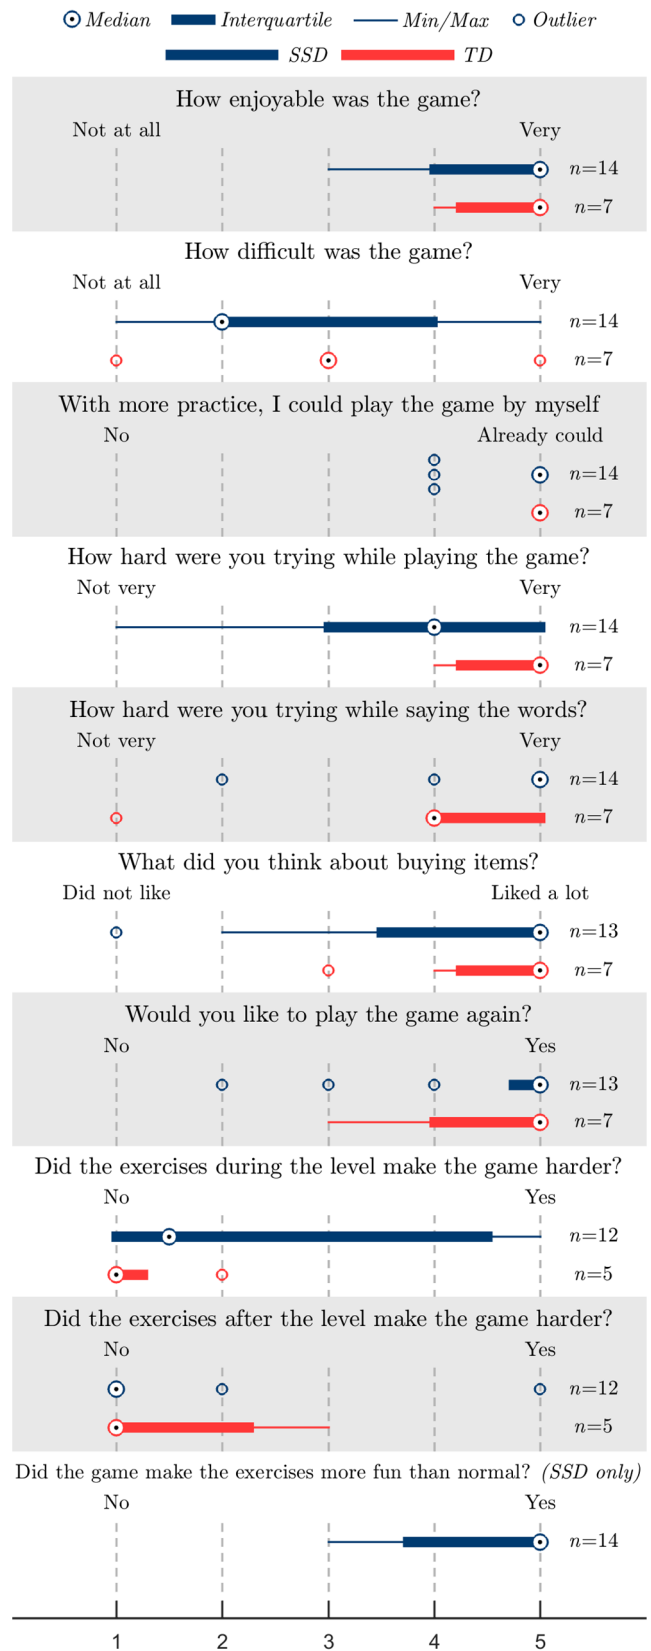 Median Interquartile Min/Max Outlier
SSD TD
How enjoyable was the game?
Not at all Very
n=14
n=7
How difficult was the game?
Not at all Very
n=14
n=7
With more practice, I could play the game by myself
No Already could
n=14
n=7
How hard were you trying while playing the game?
Not very Very
n=14
n=7
How hard were you trying while saying the words?
Not very Very
n=14
n=7
What did you think about buying items?
Did not like Liked a lot
n=13
n=7
Would you like to play the game again?
No Yes
n=13
n=7
Did the exercises during the level make the game harder?
No Yes
n=12
n=5
Did the exercises after the level make the game harder?
No Yes
n=12
n=5
Did the game make the exercises more fun than normal? (SSD only)
No Yes
n=14
1 2 3 4 5